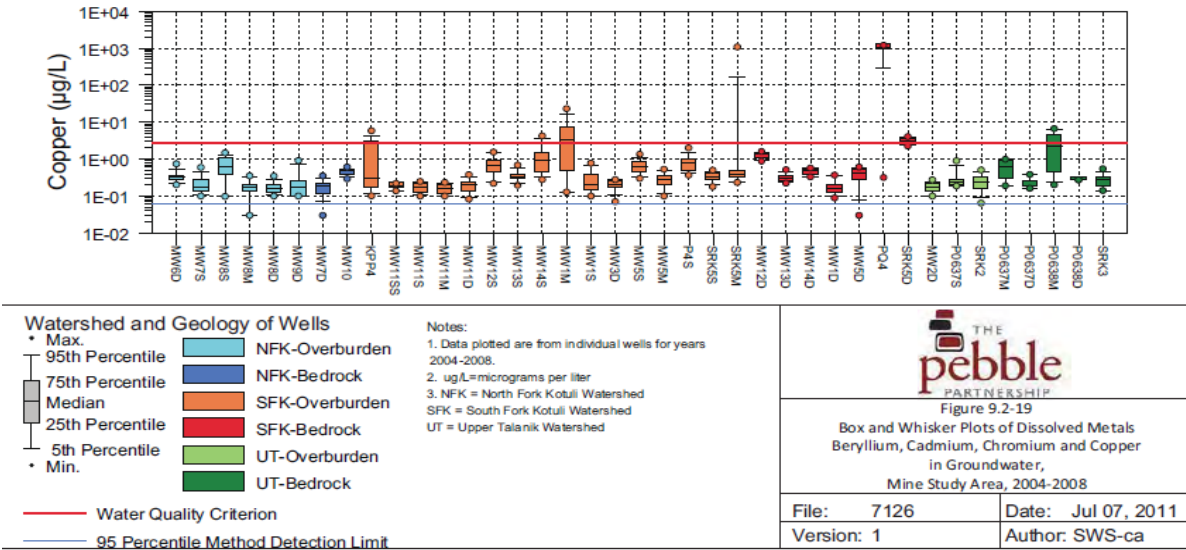 1E+04
1E+03
1E+02
1E+01
1E+00
1E-01
1E-02
Copper (µg/L)
MW6D
MW7S
MW8S
MW8M
MW8D
MW9D
MW7D
MW10
KPP4
MW11SS
MW11S
MW11M
MW11D
MW12S
MW13S
MW14S
MW1M
MW1S
MW3D
MW5S
MW5M
P4S
SRK5S
SRK5M
MW12D
MW13D
MW14D
MW1D
MW5D
PQ4
SRK5D
MW2D
P0637S
SRK2
P0637M
P0637D
P0638M
P0638D
SRK3
Watershed and Geology of Wells
Max.
95th Percentile
75th Percentile
Median
25th Percentile
5th Percentile
Min.
NFK-Overburden
NFK-Bedrock
SFK-Overburden
SFK-Bedrock
UT-Overburden
UT-Bedrock
Water Quality Criterion
95 Percentile Method Detection Limit
Notes:
1. Data plotted are from individual wells for years
2004-2008.
2. ug/L=micrograms per liter
3. NFK = North Fork Kotuli Watershed
SFK = South Fork Kotuli Watershed
UT = Upper Talanik Watershed
THE
pebble
PARTNERSHIP
Figure 9.2-19
Box and Whisker Plots of Dissolved Metals
Beryllium, Cadmium, Chromium and Copper
in Groundwater,
Mine Study Area, 2004-2008
File: 7126
Date: Jul 07, 2011
Version: 1
Author: SWS-ca